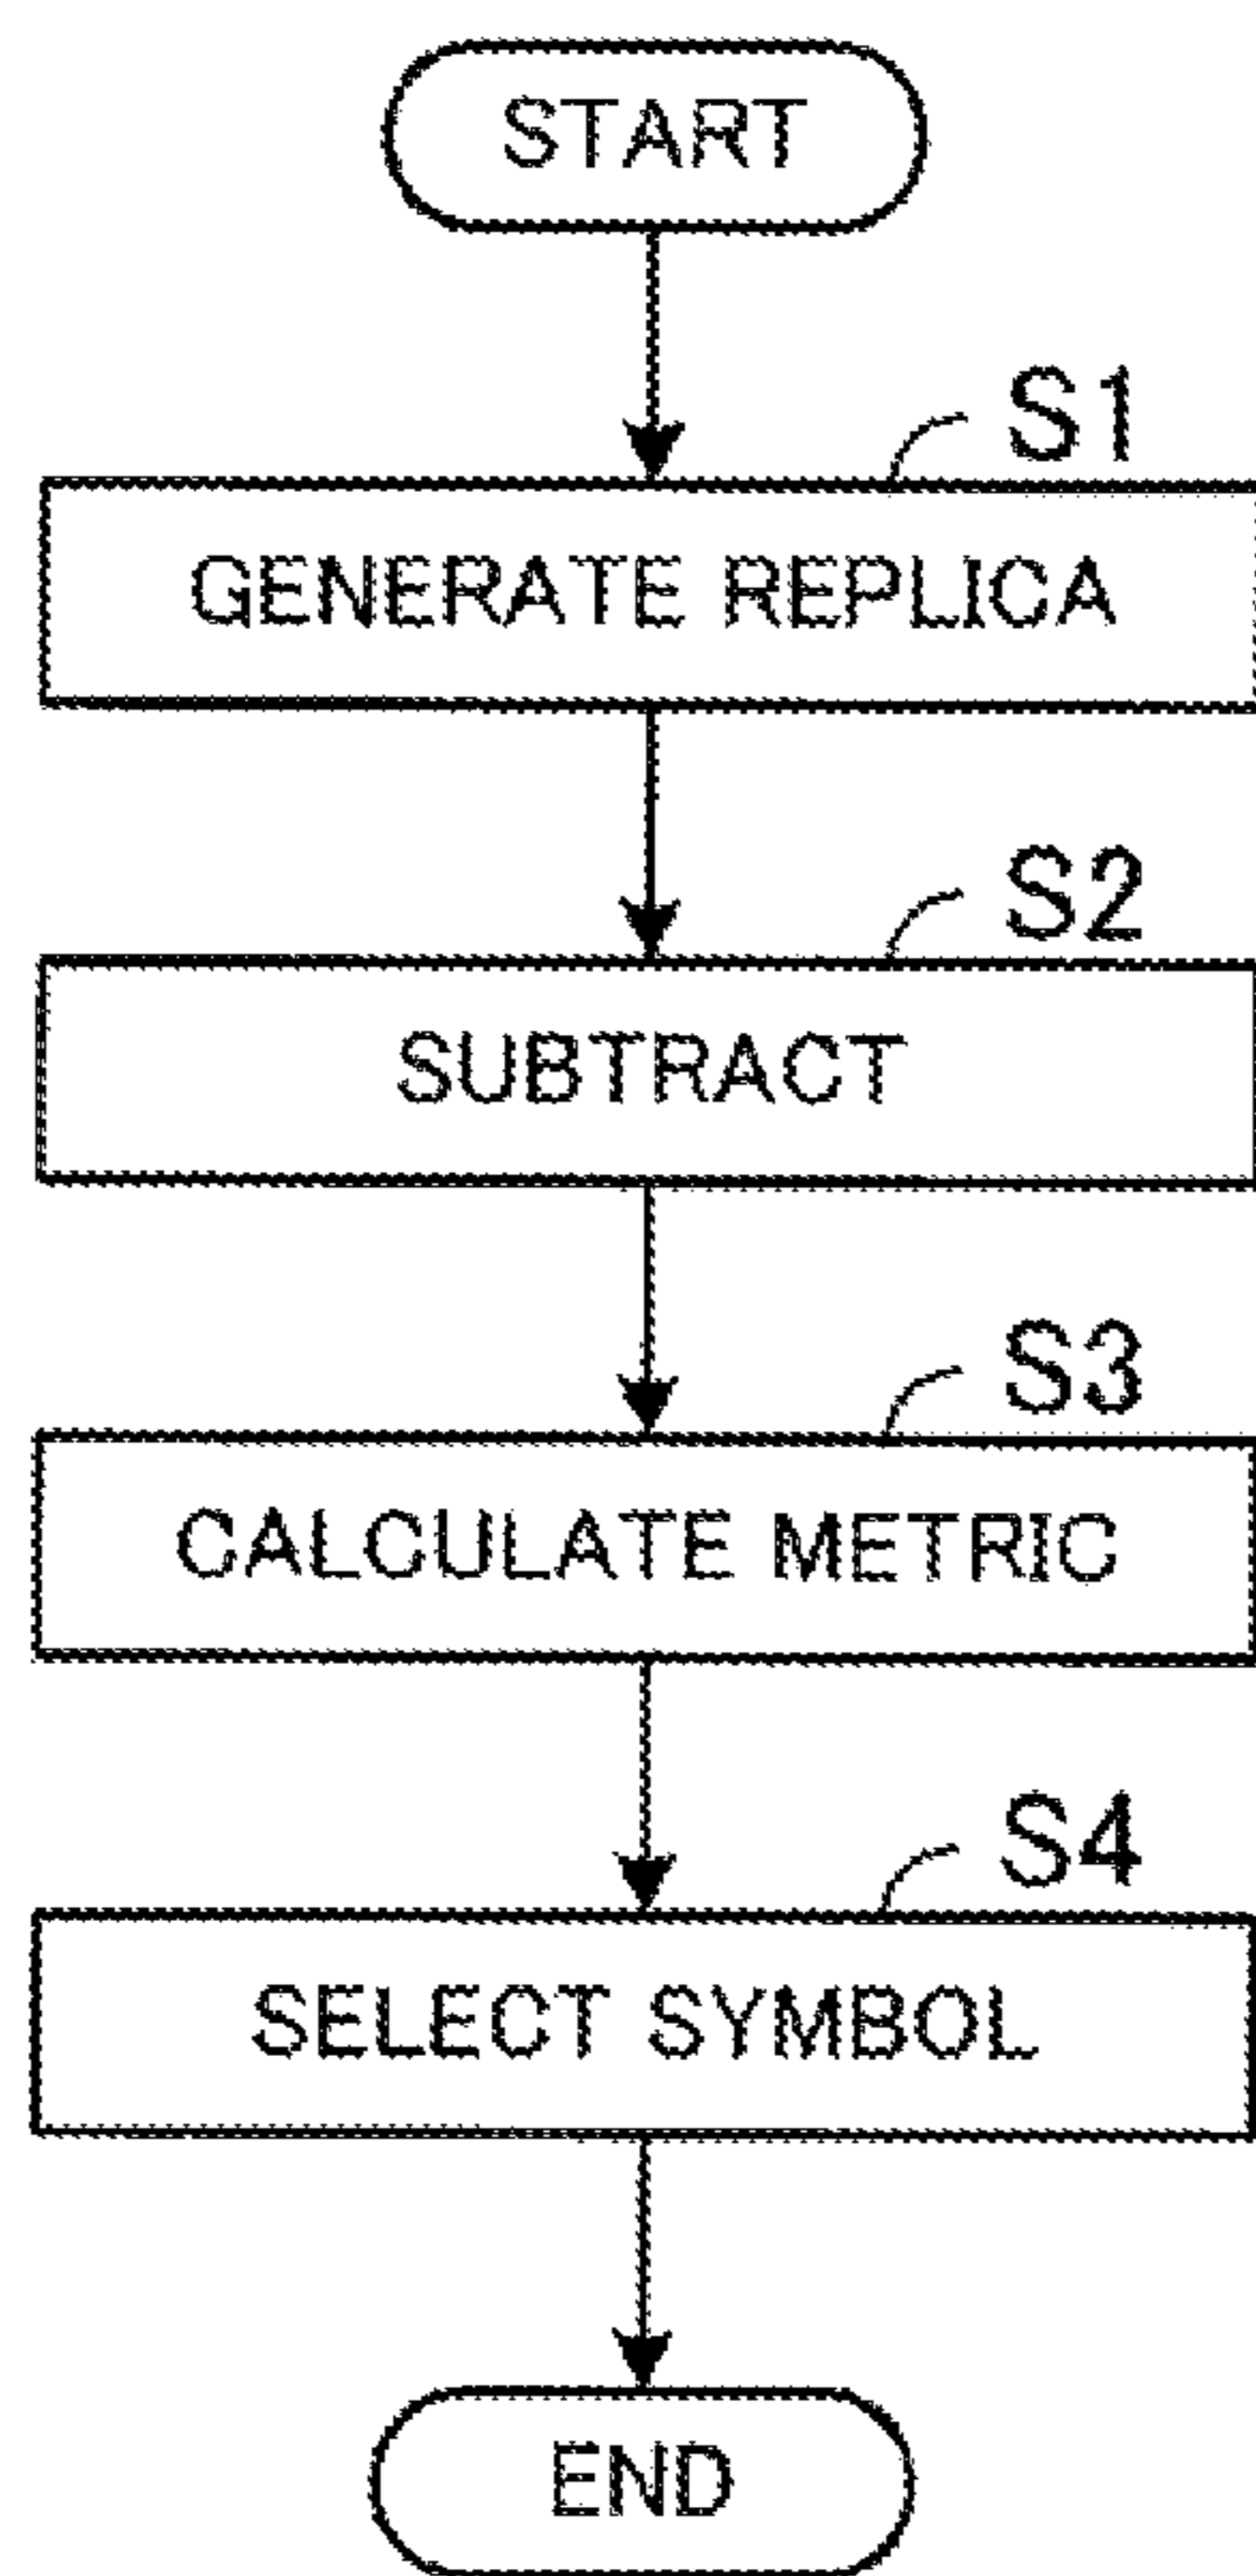 START
S1
GENERATE REPLICA
S2
SUBTRACT
S3
CALCULATE METRIC
S4
SELECT SYMBOL
END